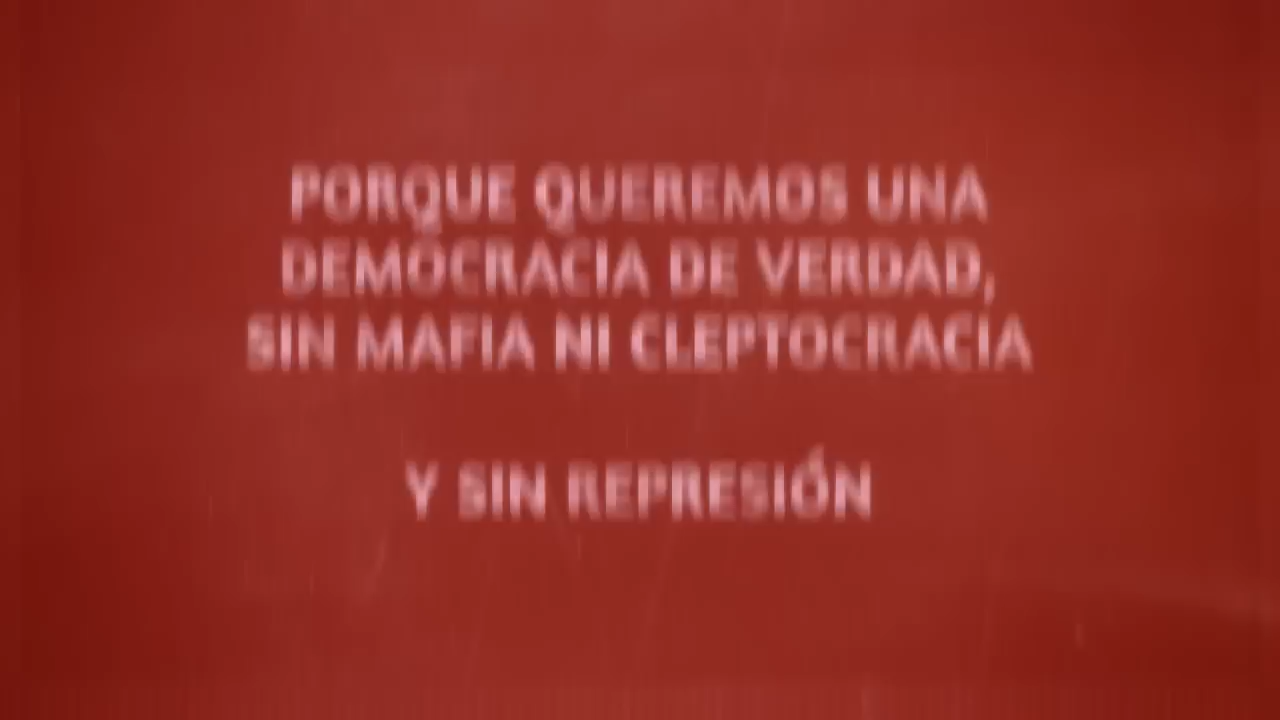 PORQUE QUEREMOS UNA
DEMOCRACIA DE VERDAD,
SIN MAFIA NI CLEPTOCRACIA
Y SIN REPRESIÓN